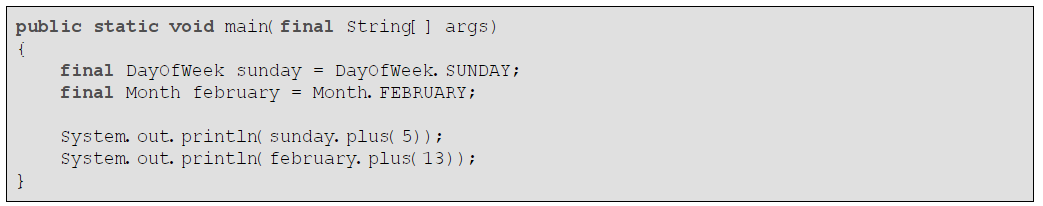 public static void main(final String[] args)
{
    final DayOfWeek sunday = DayOfWeek.SUNDAY;
    final Month february = Month.FEBRUARY;

    System.out.println(sunday.plus(5));
    System.out.println(february.plus(13));
}